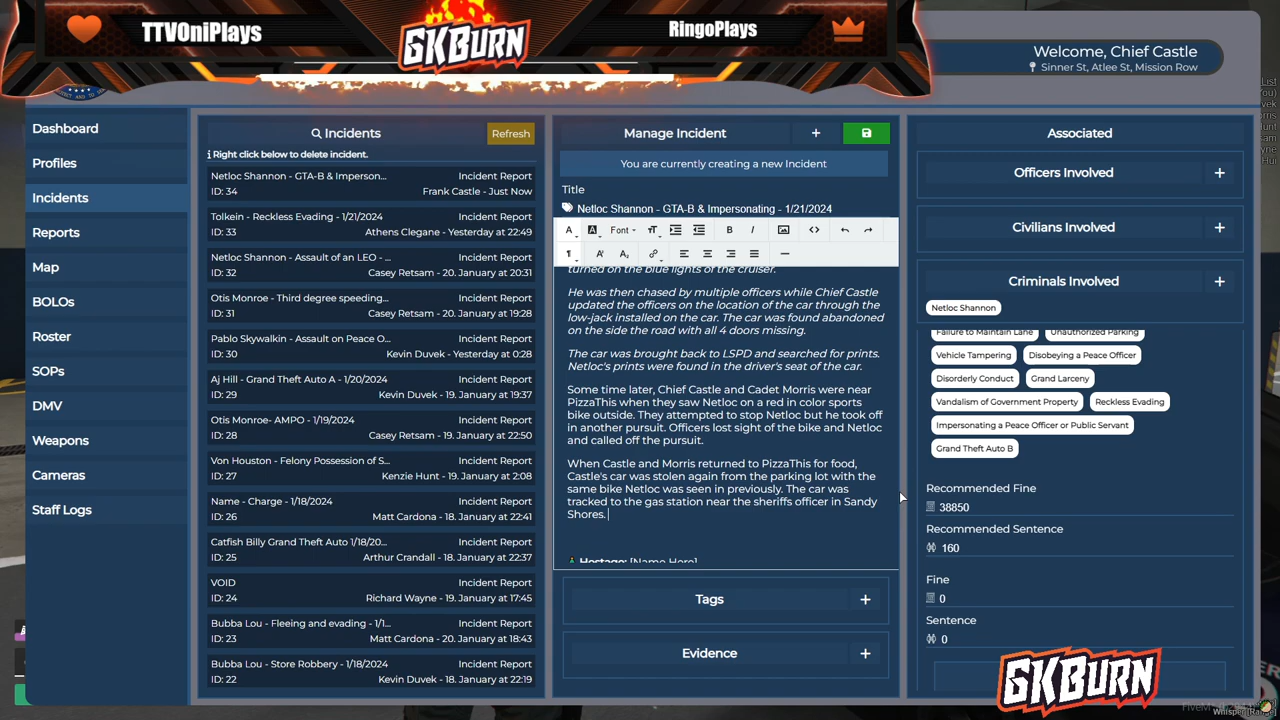 TTVOniPlays
6KBURN
RingoPlays
Welcome, Chief Castle
Sinner St, Atlee St, Mission Row
Dashboard
Profiles
Incidents
Reports
Map
BOLOs
Roster
SOPs
DMV
Weapons
Cameras
Staff Logs
Incidents
Refresh
Right click below to delete incident.
Netloc Shannon - GTA-B & Imperson... Incident Report
ID: 34 Frank Castle - Just Now
Tolkein - Reckless Evading - 1/21/2024 Incident Report
ID: 33 Athens Clegane - Yesterday at 22:49
Netloc Shannon - Assault of an LEO - ... Incident Report
ID: 32 Casey Retsam - 20. January at 20:31
Otis Monroe - Third degree speeding... Incident Report
ID: 31 Casey Retsam - 20. January at 19:28
Pablo Skywalkin - Assault on Peace O... Incident Report
ID: 30 Kevin Duvek - Yesterday at 0:28
Aj Hill - Grand Theft Auto A - 1/20/2024 Incident Report
ID: 29 Kevin Duvek - 20. January at 19:37
Otis Monroe- AMPO - 1/19/2024 Incident Report
ID: 28 Casey Retsam - 19. January at 22:50
Von Houston - Felony Possession of S... Incident Report
ID: 27 Kenzie Hunt - 19. January at 2:08
Name - Charge - 1/18/2024 Incident Report
ID: 26 Matt Cardona - 18. January at 22:41
Catfish Billy Grand Theft Auto 1/18/20... Incident Report
ID: 25 Arthur Crandall - 18. January at 22:37
VOID Incident Report
ID: 24 Richard Wayne - 19. January at 17:45
Bubba Lou - Fleeing and evading - 1/1... Incident Report
ID: 23 Matt Cardona - 20. January at 18:43
Bubba Lou - Store Robbery - 1/18/2024 Incident Report
ID: 22 Kevin Duvek - 18. January at 22:19
Manage Incident
You are currently creating a new Incident
Title
Netloc Shannon - GTA-B & Impersonating - 1/21/2024
Font
turned on the blue lights of the cruiser.
He was then chased by multiple officers while Chief Castle
updated the officers on the location of the car through the
low-jack installed on the car. The car was found abandoned
on the side the road with all 4 doors missing.
The car was brought back to LSPD and searched for prints.
Netloc's prints were found in the driver's seat of the car.
Some time later, Chief Castle and Cadet Morris were near
PizzaThis when they saw Netloc on a red in color sports
bike outside. They attempted to stop Netloc but he took off
in another pursuit. Officers lost sight of the bike and Netloc
and called off the pursuit.
When Castle and Morris returned to PizzaThis for food,
Castle's car was stolen again from the parking lot with the
same bike Netloc was seen in previously. The car was
tracked to the gas station near the sheriffs officer in Sandy
Shores.
Hostage: [Name Here]
Tags
Evidence
Associated
Officers Involved
Civilians Involved
Criminals Involved
Netloc Shannon
Failure to Maintain Lane Unauthorized Parking
Vehicle Tampering Disobeying a Peace Officer
Disorderly Conduct Grand Larceny
Vandalism of Government Property Reckless Evading
Impersonating a Peace Officer or Public Servant
Grand Theft Auto B
Recommended Fine
38850
Recommended Sentence
160
Fine
0
Sentence
0
6KBURN